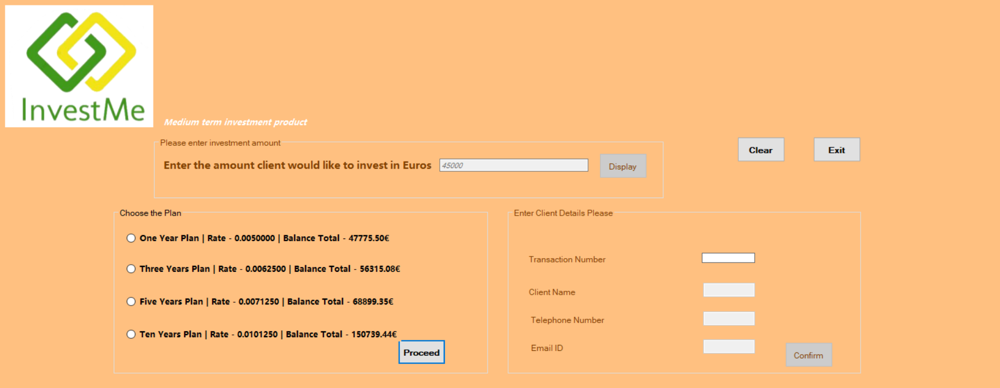 InvestMe
Medium term investment product
Please enter investment amount
Enter the amount client would like to invest in Euros 45000 Display
Clear Exit
Choose the Plan
One Year Plan | Rate - 0.0050000 | Balance Total - 47775.50€
Three Years Plan | Rate - 0.0062500 | Balance Total - 56315.08€
Five Years Plan | Rate - 0.0071250 | Balance Total - 68899.35€
Ten Years Plan | Rate - 0.0101250 | Balance Total - 150739.44€
Proceed
Enter Client Details Please
Transaction Number
Client Name
Telephone Number
Email ID
Confirm